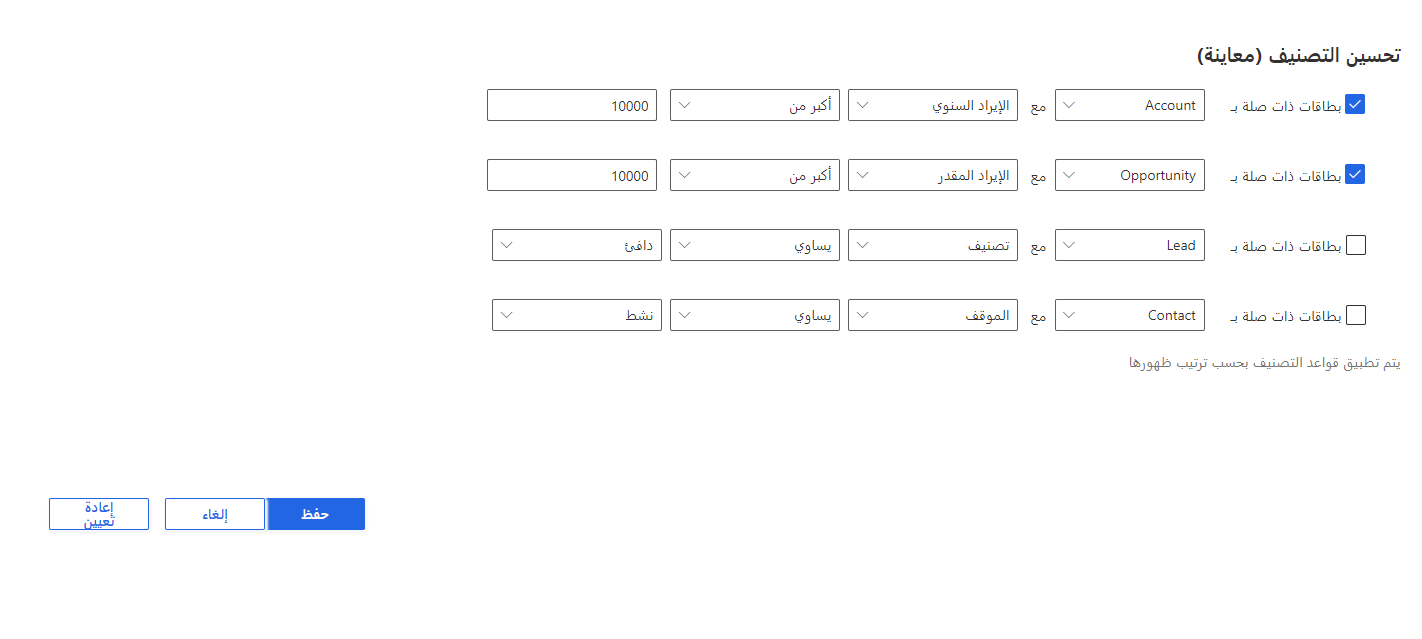 تحسين التصنيف (معاينة)
بطاقات ذات صلة بـ Account مع الإيراد السنوي أكبر من 10000
بطاقات ذات صلة بـ Opportunity مع الإيراد المقدر أكبر من 10000
بطاقات ذات صلة بـ Lead مع تصنيف يساوي دافئ
بطاقات ذات صلة بـ Contact مع الموقف يساوي نشط
يتم تطبيق قواعد التصنيف بحسب ترتيب ظهورها
حفظ إلغاء إعادة
تعيين